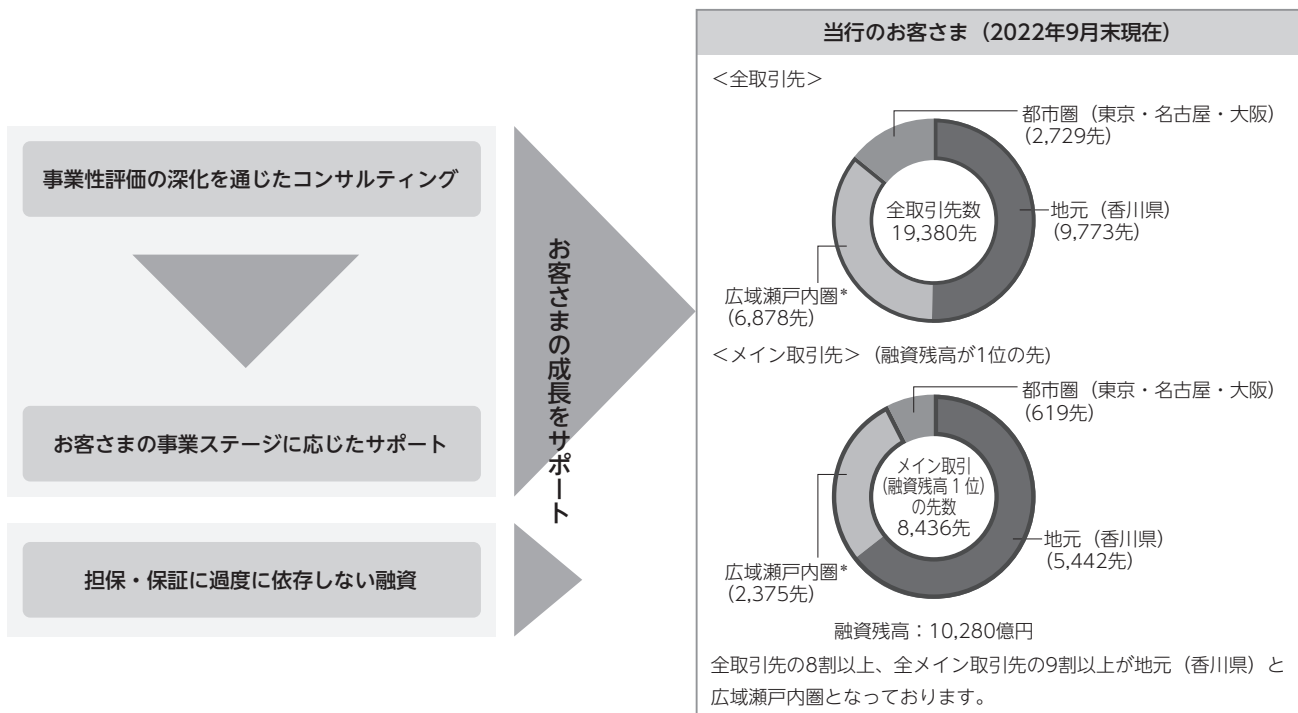 事業性評価の深化を通じたコンサルティング
お客さまの事業ステージに応じたサポート
担保・保証に過度に依存しない融資
お客さまの成長をサポート
当行のお客さま（2022年9月末現在）
＜全取引先＞
都市圏（東京・名古屋・大阪）
（2,729先）
全取引先数
19,380先
地元（香川県）
（9,773先）
広域瀬戸内圏*
（6,878先）
＜メイン取引先＞（融資残高が1位の先）
都市圏（東京・名古屋・大阪）
（619先）
メイン取引
（融資残高１位）
の先数
8,436先
地元（香川県）
（5,442先）
広域瀬戸内圏*
（2,375先）
融資残高：10,280億円
全取引先の8割以上、全メイン取引先の9割以上が地元（香川県）と
広域瀬戸内圏となっております。